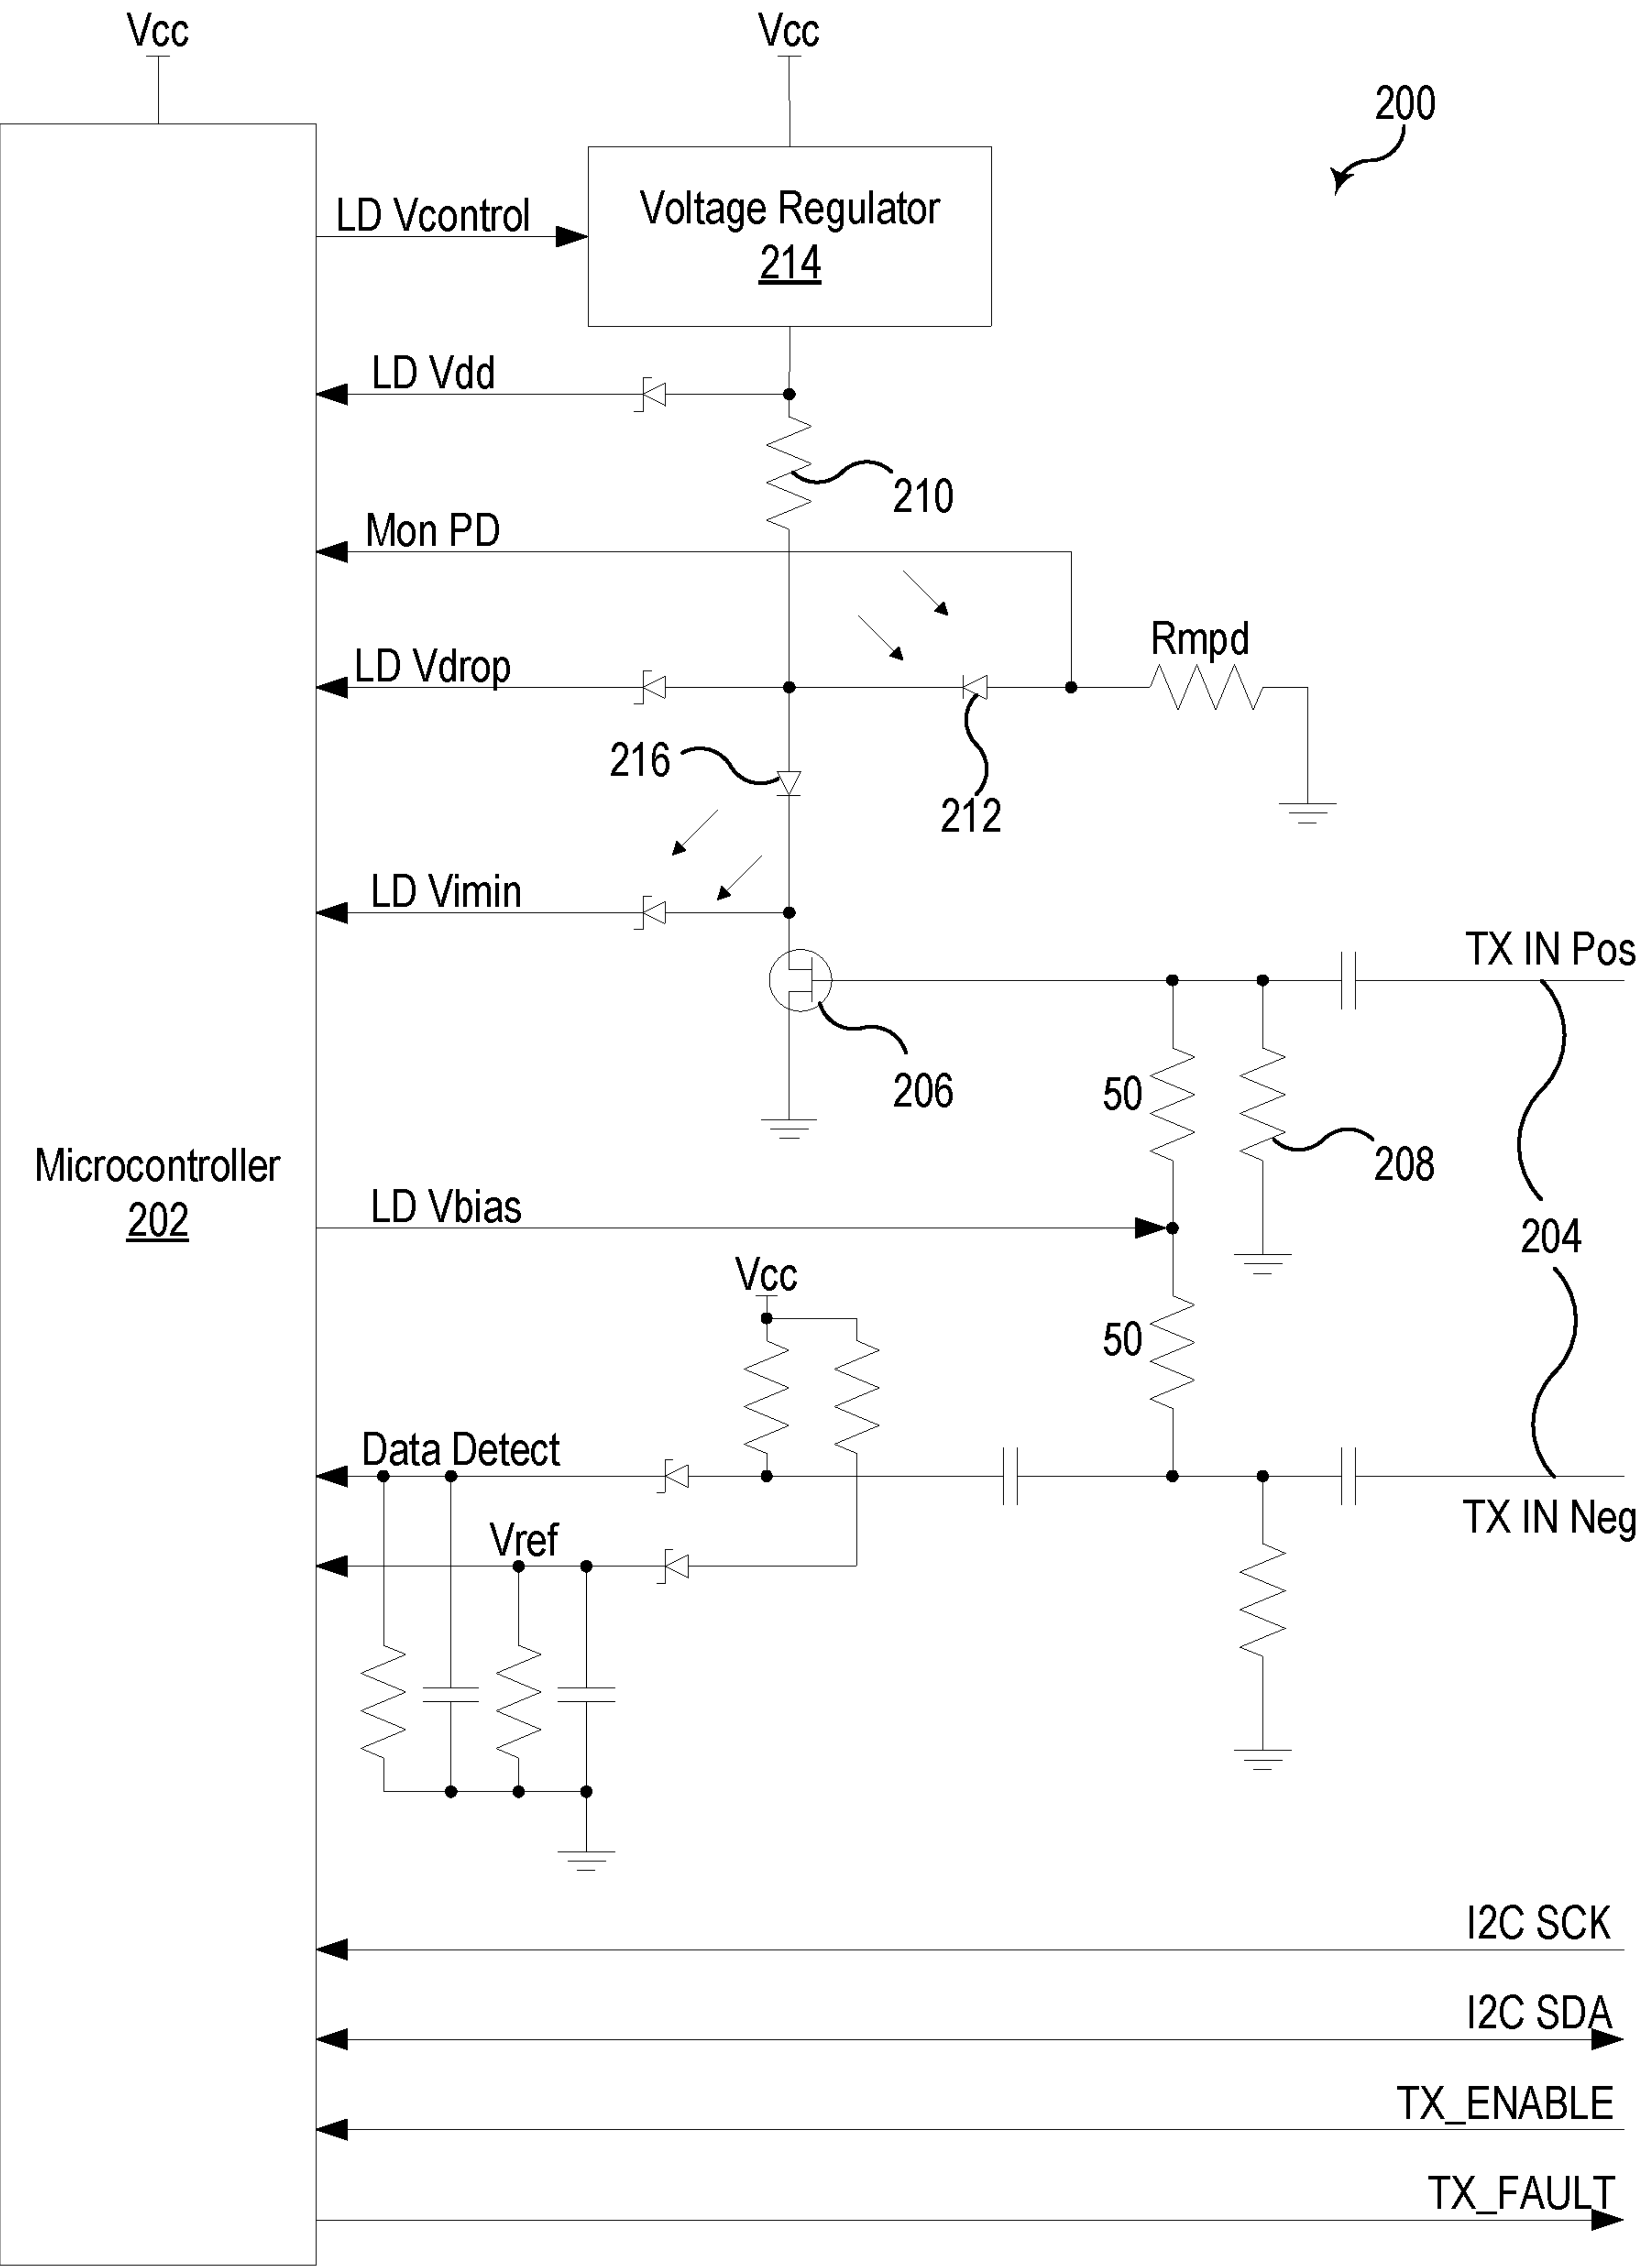 Vcc
Vcc
200
LD Vcontrol
Voltage Regulator
214
LD Vdd
210
Mon PD
Rmpd
LD Vdrop
216
212
LD Vimin
TX IN Pos
206
50
208
Microcontroller
202
LD Vbias
204
Vcc
50
Data Detect
TX IN Neg
Vref
I2C SCK
I2C SDA
TX_ENABLE
TX_FAULT